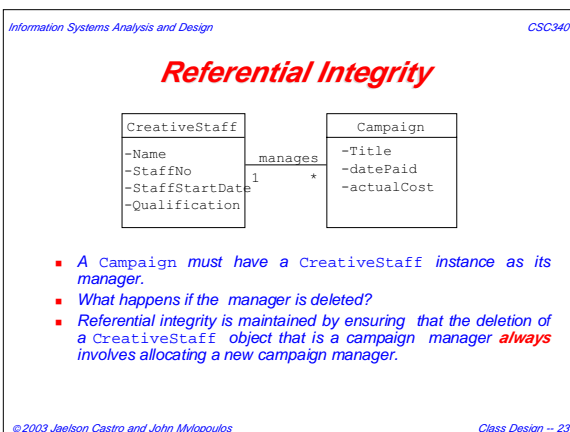 Information Systems Analysis and Design CSC340
Referential Integrity
CreativeStaff
-Name
-StaffNo
-StaffStartDate
-Qualification
manages
1 *
Campaign
-Title
-datePaid
-actualCost
A Campaign must have a CreativeStaff instance as its
manager.
What happens if the manager is deleted?
Referential integrity is maintained by ensuring that the deletion of
a CreativeStaff object that is a campaign manager always
involves allocating a new campaign manager.
©2003 Jaelson Castro and John Mylopoulos Class Design -- 23